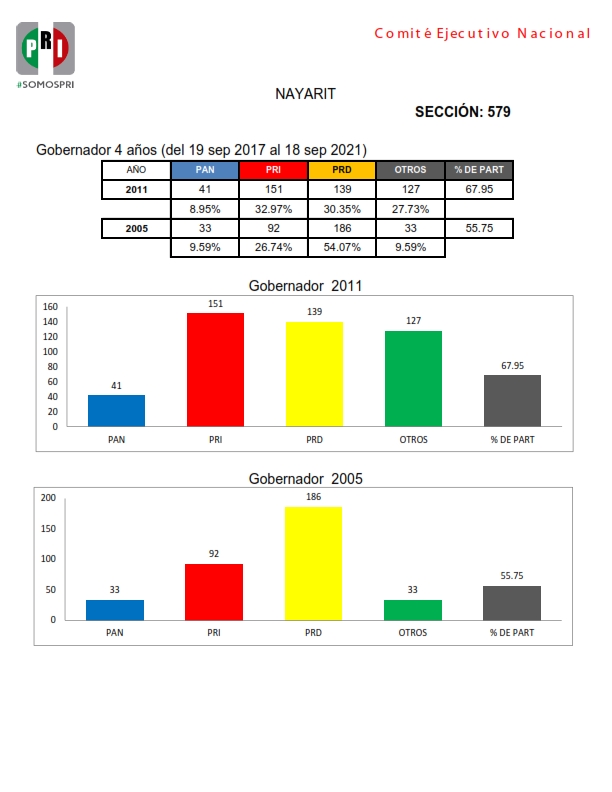 Comité Ejecutivo Nacional
PRI
#SOMOSPRI
NAYARIT
SECCIÓN: 579
Gobernador 4 años (del 19 sep 2017 al 18 sep 2021)
AÑO PAN PRI PRD OTROS % DE PART
2011 41 151 139 127 67.95
8.95% 32.97% 30.35% 27.73%
2005 33 92 186 33 55.75
9.59% 26.74% 54.07% 9.59%
Gobernador 2011
160
140
120
100
80
60
40
20
0
41 151 139 127 67.95
PAN PRI PRD OTROS % DE PART
Gobernador 2005
200
150
100
50
0
33 92 186 33 55.75
PAN PRI PRD OTROS % DE PART